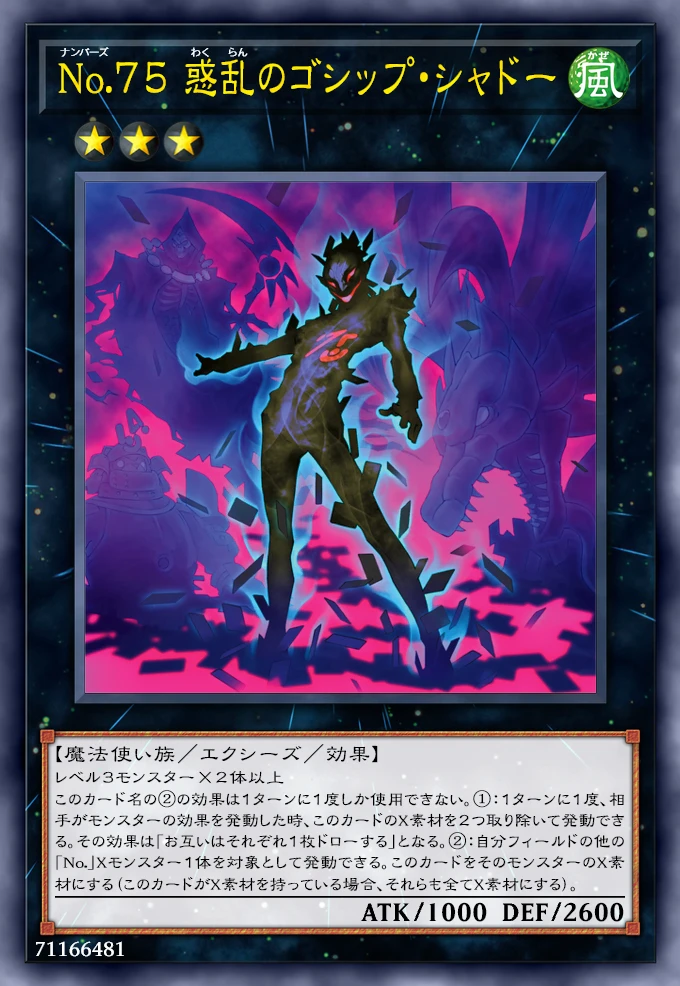 ナンバーズ わく らん かぜ
No.75 惑乱のゴシップ・シャドー 風
75
【魔法使い族/エクシーズ/効果】
レベル3モンスター×2体以上
このカード名の②の効果は1ターンに1度しか使用できない。①:1ターンに1度、相
手がモンスターの効果を発動した時、このカードのX素材を2つ取り除いて発動でき
る。その効果は「お互いはそれぞれ1枚ドローする」となる。②:自分フィールドの他の
「No.」Xモンスター1体を対象として発動できる。このカードをそのモンスターのX素
材にする(このカードがX素材を持っている場合、それらも全てX素材にする)。
ATK/1000 DEF/2600
71166481